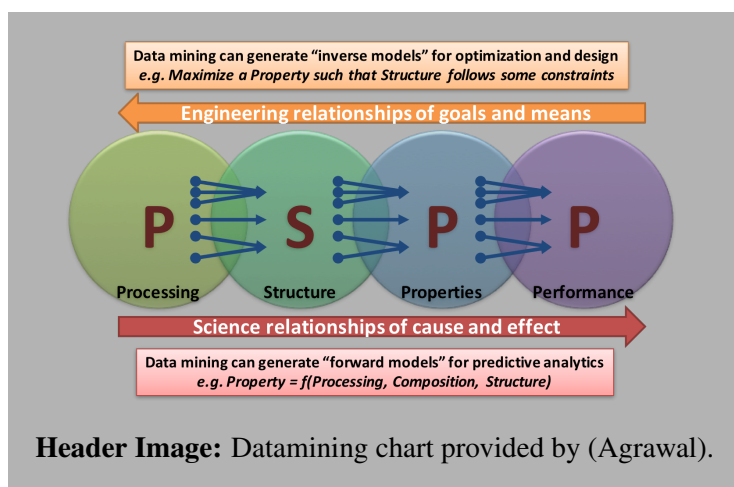 Data mining can generate “inverse models” for optimization and design
e.g. Maximize a Property such that Structure follows some constraints
Engineering relationships of goals and means
P S P P
Processing Structure Properties Performance
Science relationships of cause and effect
Data mining can generate “forward models” for predictive analytics
e.g. Property = f(Processing, Composition, Structure)
Header Image: Datamining chart provided by (Agrawal).